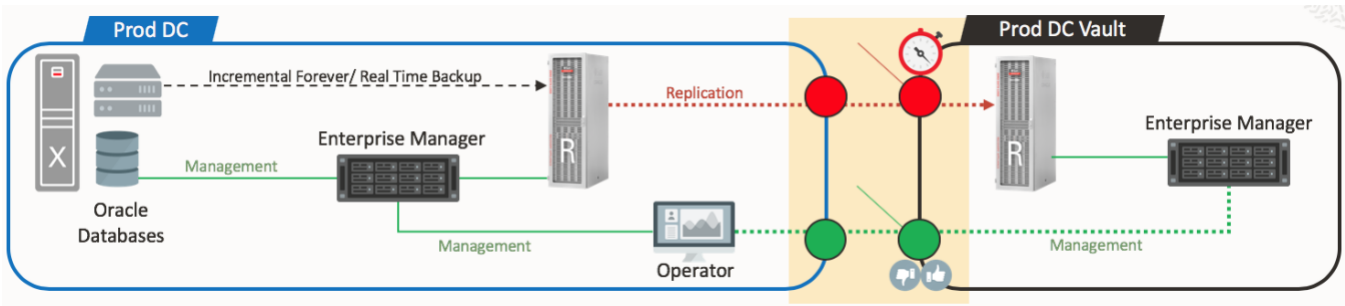 Prod DC
Prod DC Vault
Incremental Forever/ Real Time Backup
Replication
Enterprise Manager
Enterprise Manager
X
R
R
Management
Oracle
Databases
Management
Management
Operator